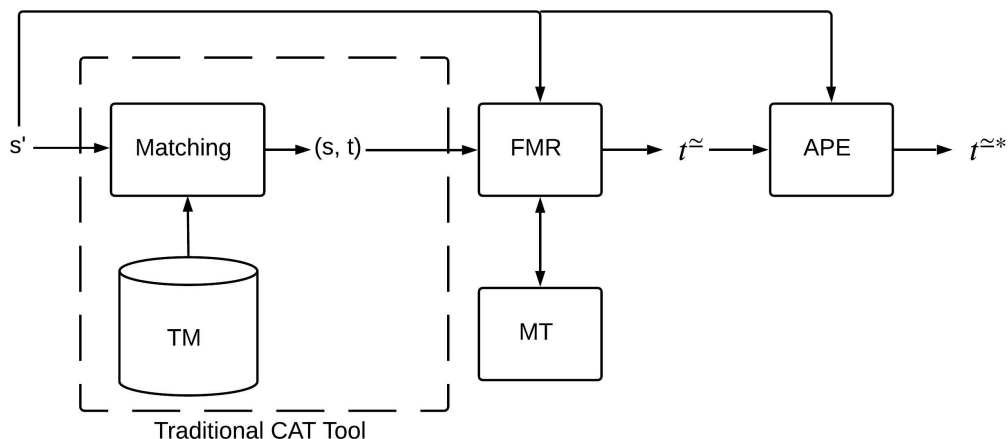 s'
Matching
(s, t)
FMR
t≃
APE
t≃*
TM
MT
Traditional CAT Tool